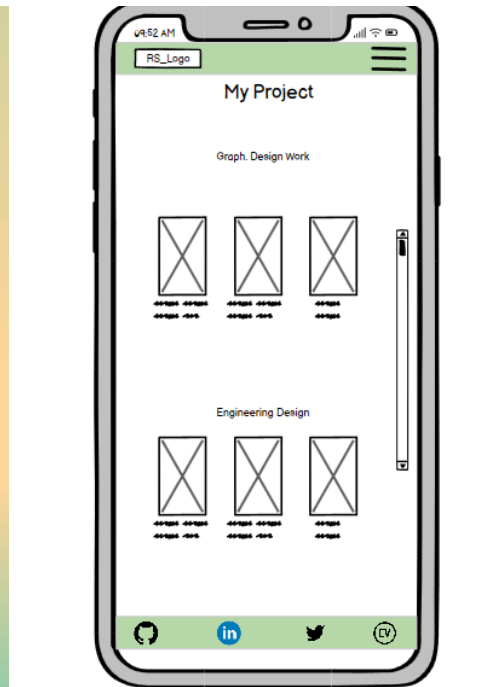 09:52 AM
RS_Logo
My Project
Graph. Design Work
Engineering Design
in
CV